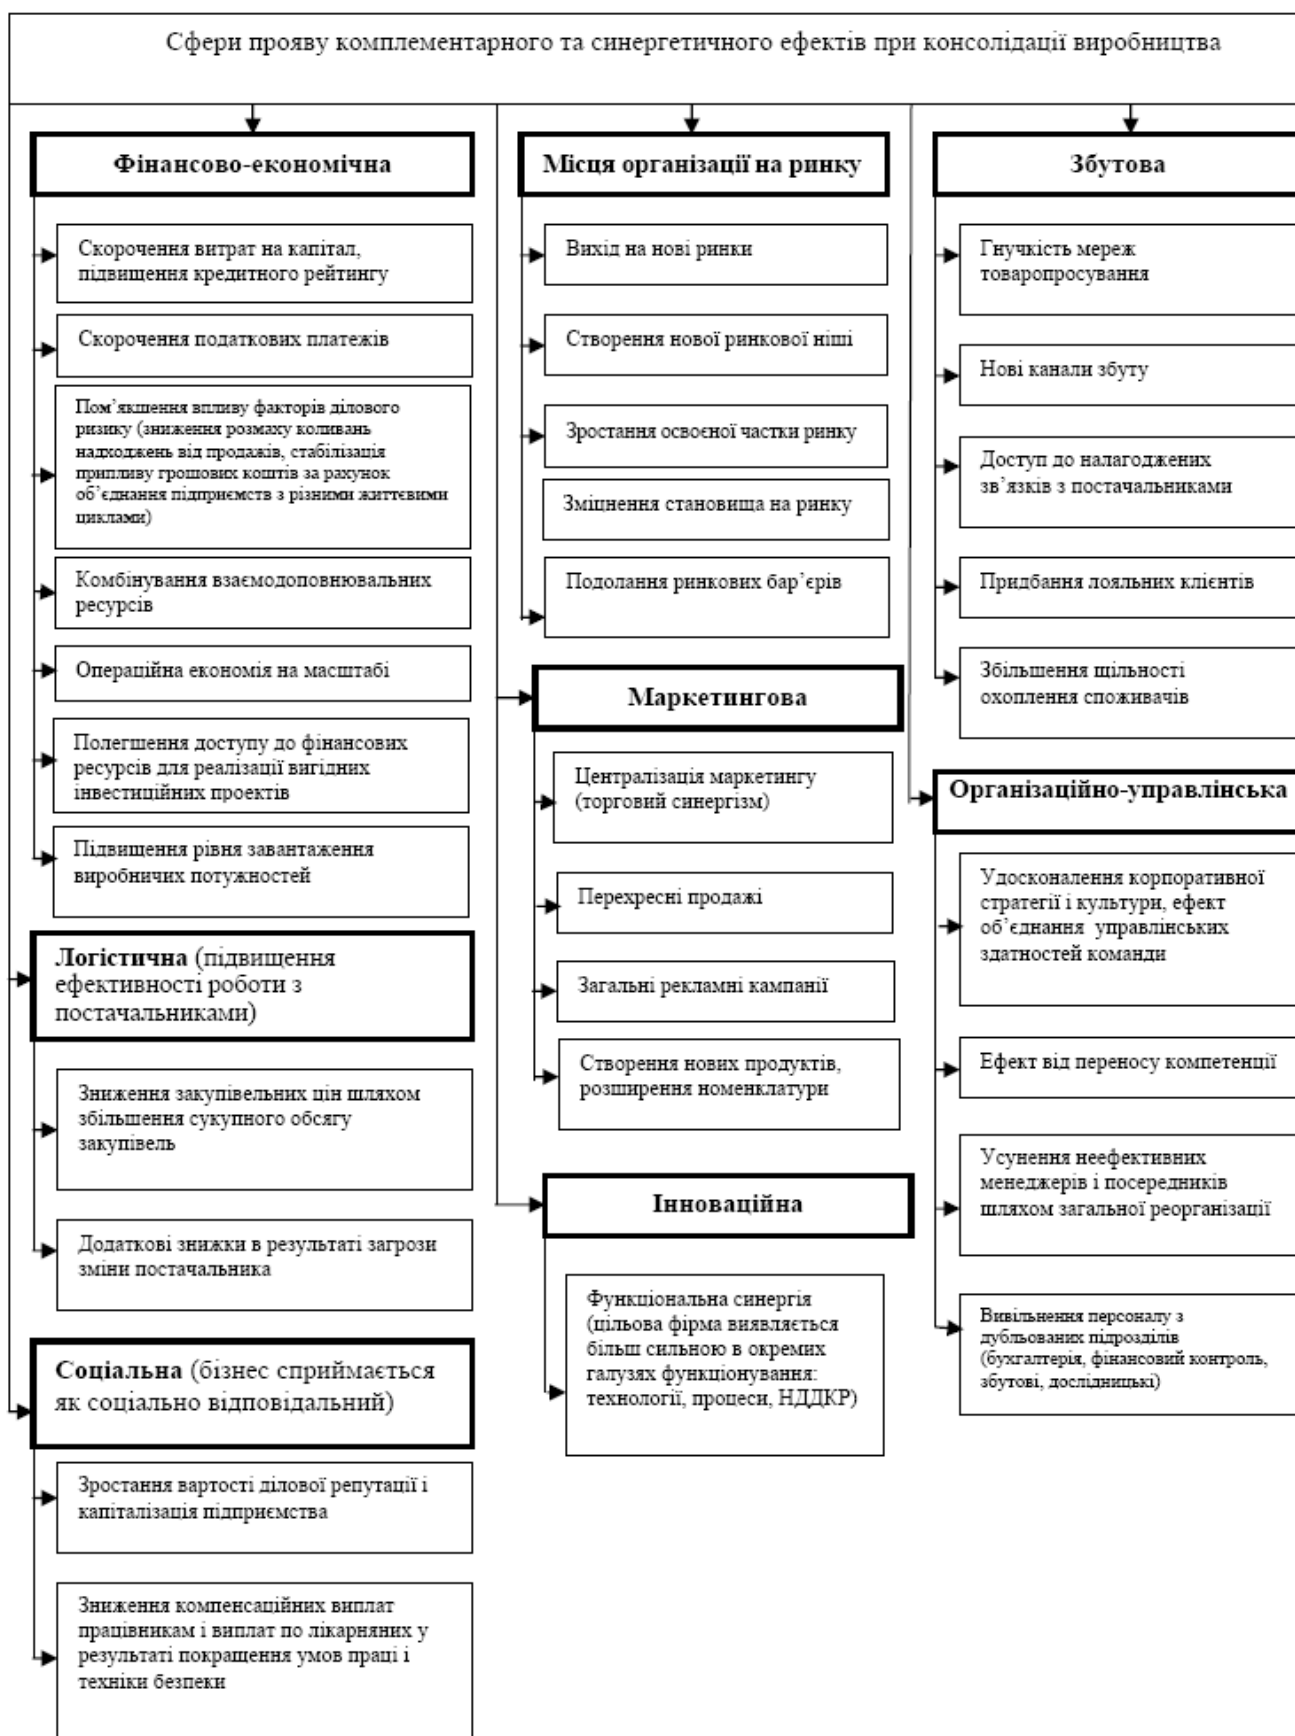 Сфери прояву комплементарного та синергетичного ефектів при консолідації виробництва
Фінансово-економічна
Скорочення витрат на капітал,
підвищення кредитного рейтингу
Скорочення податкових платежів
Пом’якшення впливу факторів ділового
ризику (зниження розмаху коливань
надходжень від продажів, стабілізація
припливу грошових коштів за рахунок
об’єднання підприємств з різними життєвими
циклами)
Комбінування взаємодоповнювальних
ресурсів
Операційна економія на масштабі
Полегшення доступу до фінансових
ресурсів для реалізації вигідних
інвестиційних проектів
Підвищення рівня завантаження
виробничих потужностей
Логістична (підвищення
ефективності роботи з
постачальниками)
Зниження закупівельних цін шляхом
збільшення сукупного обсягу
закупівель
Додаткові знижки в результаті загрози
зміни постачальника
Соціальна (бізнес сприймається
як соціально відповідальний)
Зростання вартості ділової репутації і
капіталізація підприємства
Зниження компенсаційних виплат
працівникам і виплат по лікарняних у
результаті покращення умов праці і
техніки безпеки
Місця організації на ринку
Вихід на нові ринки
Створення нової ринкової ніші
Зростання освоєної частки ринку
Зміцнення становища на ринку
Подолання ринкових бар’єрів
Маркетингова
Централізація маркетингу
(торговий синергізм)
Перехресні продажі
Загальні рекламні кампанії
Створення нових продуктів,
розширення номенклатури
Інноваційна
Функціональна синергія
(цільова фірма виявляється
більш сильною в окремих
галузях функціонування:
технології, процеси, НДДКР)
Збутова
Гнучкість мереж
товаропросування
Нові канали збуту
Доступ до налагоджених
зв’язків з постачальниками
Придбання лояльних клієнтів
Збільшення щільності
охоплення споживачів
Організаційно-управлінська
Удосконалення корпоративної
стратегії і культури, ефект
об’єднання управлінських
здатностей команди
Ефект від переносу компетенції
Усунення неефективних
менеджерів і посередників
шляхом загальної реорганізації
Вивільнення персоналу з
дубльованих підрозділів
(бухгалтерія, фінансовий контроль,
збутові, дослідницькі)